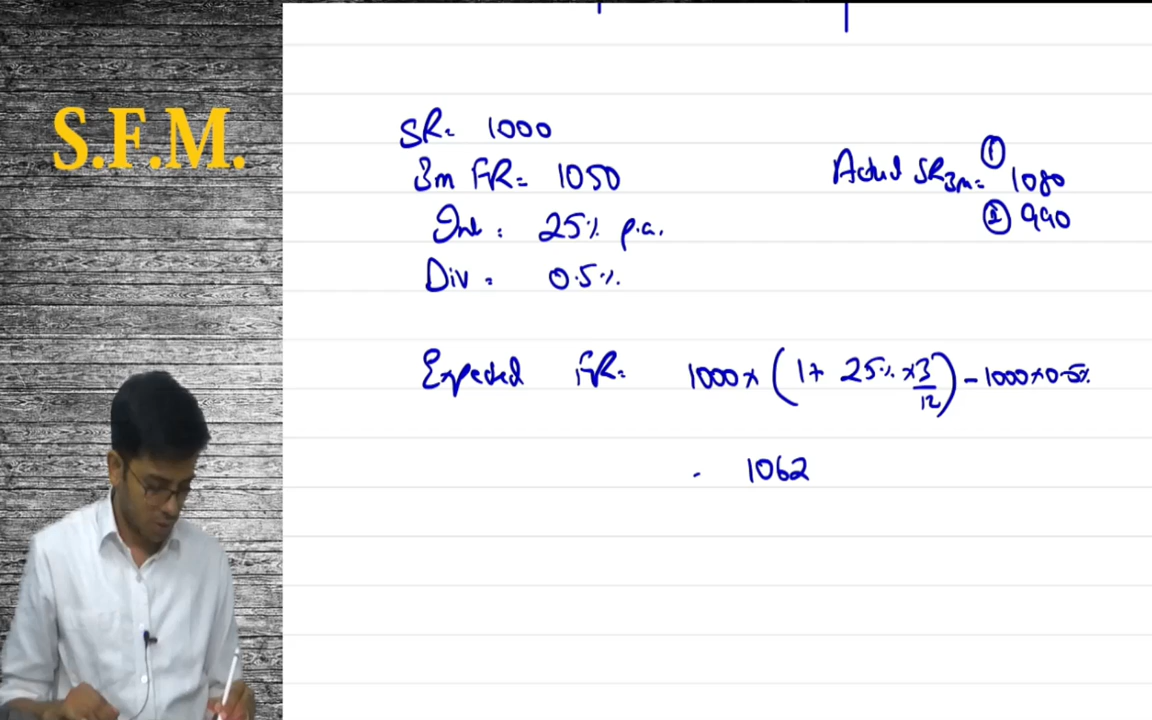 S.F.M.
SR= 1000
3m FR= 1050
Int = 25% p.a.
Div = 0.5%
Actual SR3m= ① 1080
② 990
Expected FR= 1000 × (1+ 25% × 3/12) - 1000×0.5%
= 1062